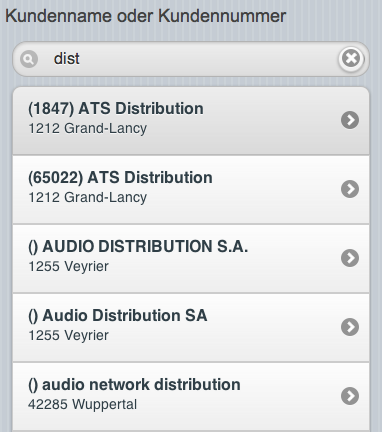 Kundenname oder Kundennummer
dist
(1847) ATS Distribution
1212 Grand-Lancy
(65022) ATS Distribution
1212 Grand-Lancy
() AUDIO DISTRIBUTION S.A.
1255 Veyrier
() Audio Distribution SA
1255 Veyrier
() audio network distribution
42285 Wuppertal